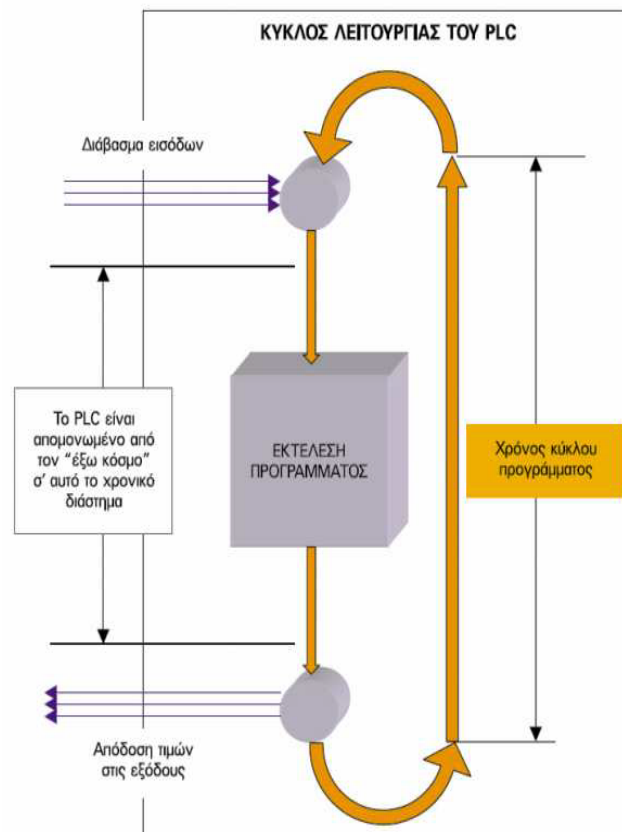 ΚΥΚΛΟΣ ΛΕΙΤΟΥΡΓΙΑΣ ΤΟΥ PLC
Διάβασμα εισόδων
Το PLC είναι
απομονωμένο από
τον "έξω κόσμο"
σ' αυτό το χρονικό
διάστημα
ΕΚΤΕΛΕΣΗ
ΠΡΟΓΡΑΜΜΑΤΟΣ
Χρόνος κύκλου
προγράμματος
Απόδοση τιμών
στις εξόδους